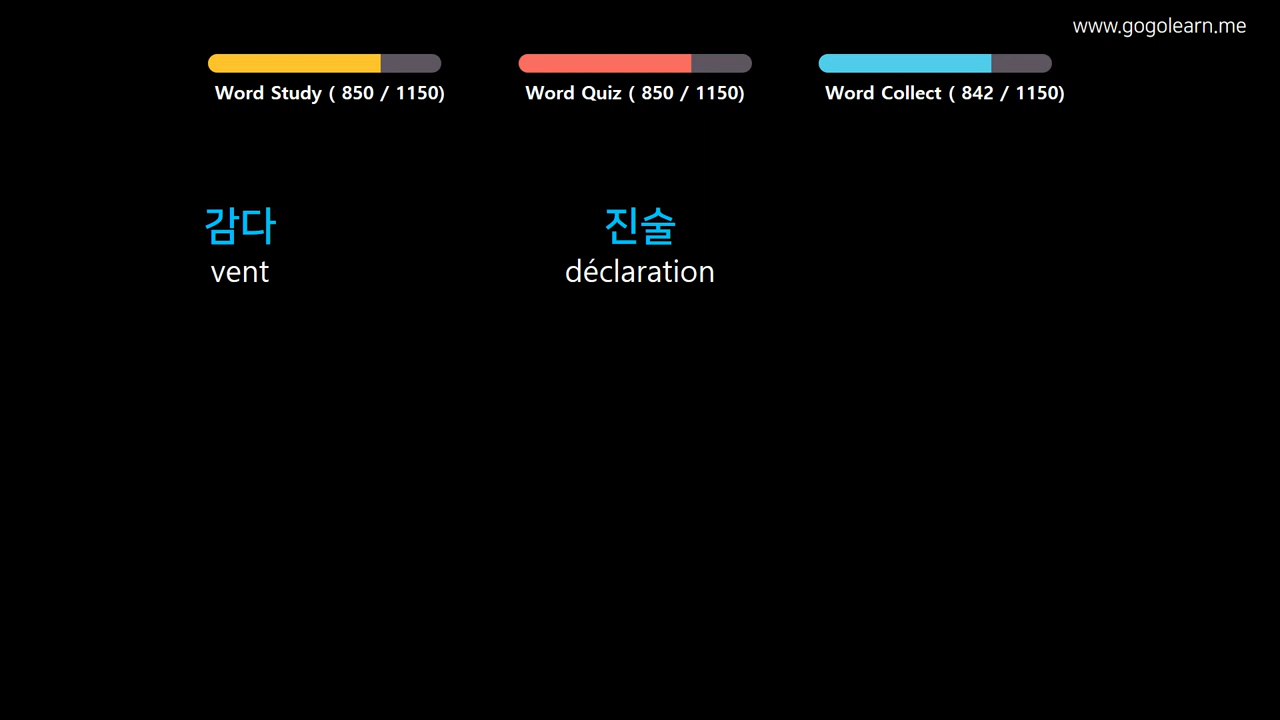 www.gogolearn.me
Word Study ( 850 / 1150)
Word Quiz ( 850 / 1150)
Word Collect ( 842 / 1150)
감다
vent
진술
déclaration